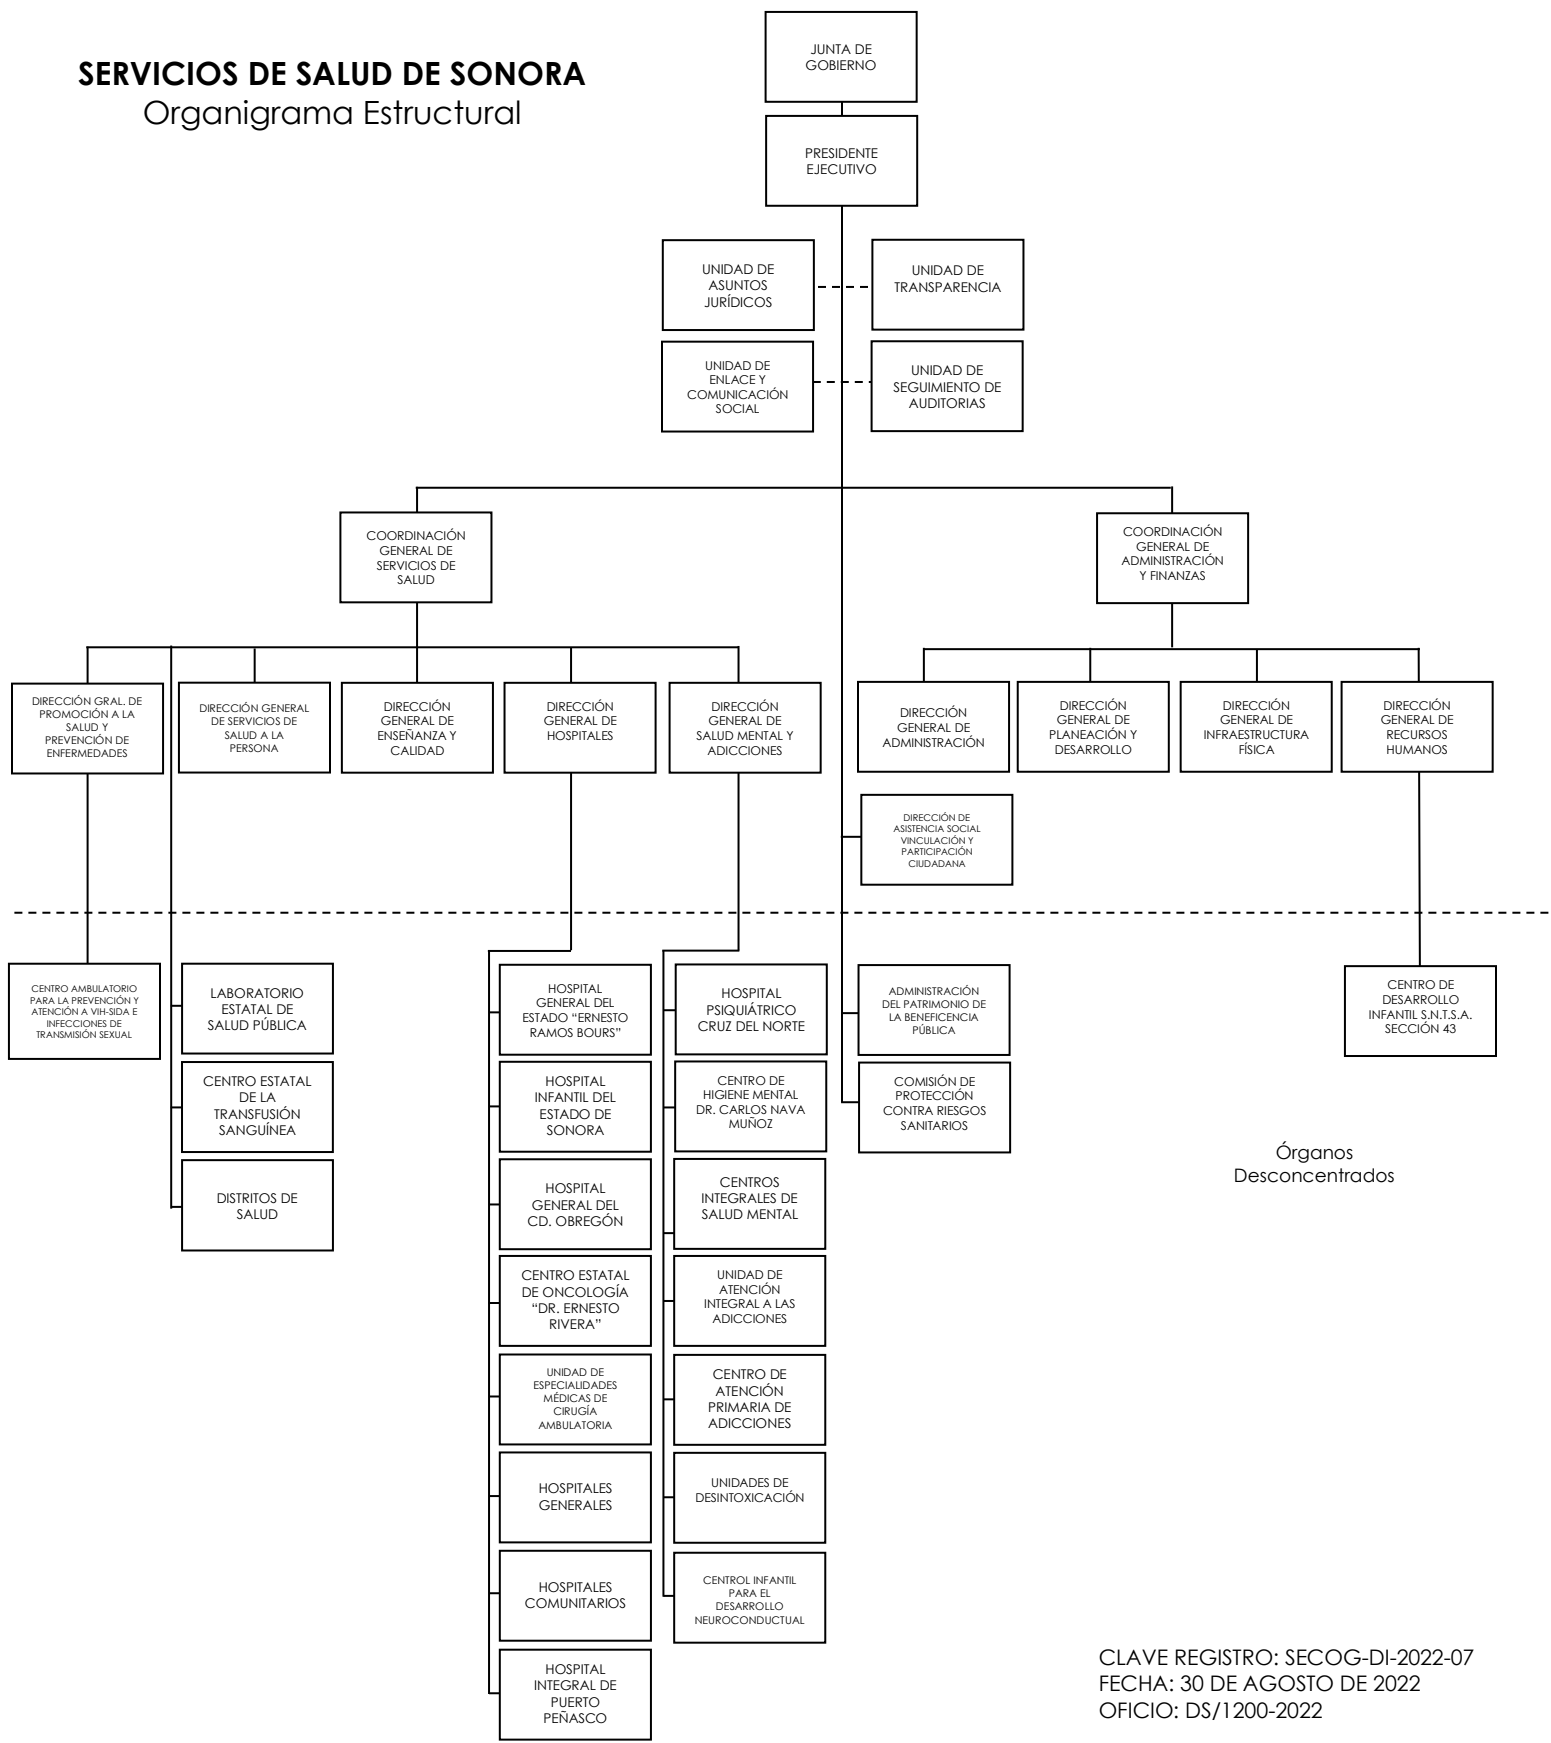 SERVICIOS DE SALUD DE SONORA
Organigrama Estructural
JUNTA DE
GOBIERNO
PRESIDENTE
EJECUTIVO
UNIDAD DE
ASUNTOS
JURÍDICOS
UNIDAD DE
TRANSPARENCIA
UNIDAD DE
ENLACE Y
COMUNICACIÓN
SOCIAL
UNIDAD DE
SEGUIMIENTO DE
AUDITORIAS
COORDINACIÓN
GENERAL DE
SERVICIOS DE
SALUD
COORDINACIÓN
GENERAL DE
ADMINISTRACIÓN
Y FINANZAS
DIRECCIÓN GRAL. DE
PROMOCIÓN A LA
SALUD Y
PREVENCIÓN DE
ENFERMEDADES
DIRECCIÓN GENERAL
DE SERVICIOS DE
SALUD A LA
PERSONA
DIRECCIÓN
GENERAL DE
ENSEÑANZA Y
CALIDAD
DIRECCIÓN
GENERAL DE
HOSPITALES
DIRECCIÓN
GENERAL DE
SALUD MENTAL Y
ADICCIONES
DIRECCIÓN
GENERAL DE
ADMINISTRACIÓN
DIRECCIÓN
GENERAL DE
PLANEACIÓN Y
DESARROLLO
DIRECCIÓN
GENERAL DE
INFRAESTRUCTURA
FÍSICA
DIRECCIÓN
GENERAL DE
RECURSOS
HUMANOS
DIRECCIÓN DE
ASISTENCIA SOCIAL
VINCULACIÓN Y
PARTICIPACIÓN
CIUDADANA
CENTRO AMBULATORIO
PARA LA PREVENCIÓN Y
ATENCIÓN A VIH-SIDA E
INFECCIONES DE
TRANSMISIÓN SEXUAL
LABORATORIO
ESTATAL DE
SALUD PÚBLICA
CENTRO ESTATAL
DE LA
TRANSFUSIÓN
SANGUÍNEA
DISTRITOS DE
SALUD
HOSPITAL
GENERAL DEL
ESTADO “ERNESTO
RAMOS BOURS”
HOSPITAL
INFANTIL DEL
ESTADO DE
SONORA
HOSPITAL
GENERAL DEL
CD. OBREGÓN
CENTRO ESTATAL
DE ONCOLOGÍA
“DR. ERNESTO
RIVERA”
UNIDAD DE
ESPECIALIDADES
MÉDICAS DE
CIRUGÍA
AMBULATORIA
HOSPITALES
GENERALES
HOSPITALES
COMUNITARIOS
HOSPITAL
INTEGRAL DE
PUERTO
PEÑASCO
HOSPITAL
PSIQUIÁTRICO
CRUZ DEL NORTE
CENTRO DE
HIGIENE MENTAL
DR. CARLOS NAVA
MUÑOZ
CENTROS
INTEGRALES DE
SALUD MENTAL
UNIDAD DE
ATENCIÓN
INTEGRAL A LAS
ADICCIONES
CENTRO DE
ATENCIÓN
PRIMARIA DE
ADICCIONES
UNIDADES DE
DESINTOXICACIÓN
CENTROL INFANTIL
PARA EL
DESARROLLO
NEUROCONDUCTUAL
ADMINISTRACIÓN
DEL PATRIMONIO DE
LA BENEFICENCIA
PÚBLICA
COMISIÓN DE
PROTECCIÓN
CONTRA RIESGOS
SANITARIOS
CENTRO DE
DESARROLLO
INFANTIL S.N.T.S.A.
SECCIÓN 43
Órganos
Desconcentrados
CLAVE REGISTRO: SECOG-DI-2022-07
FECHA: 30 DE AGOSTO DE 2022
OFICIO: DS/1200-2022